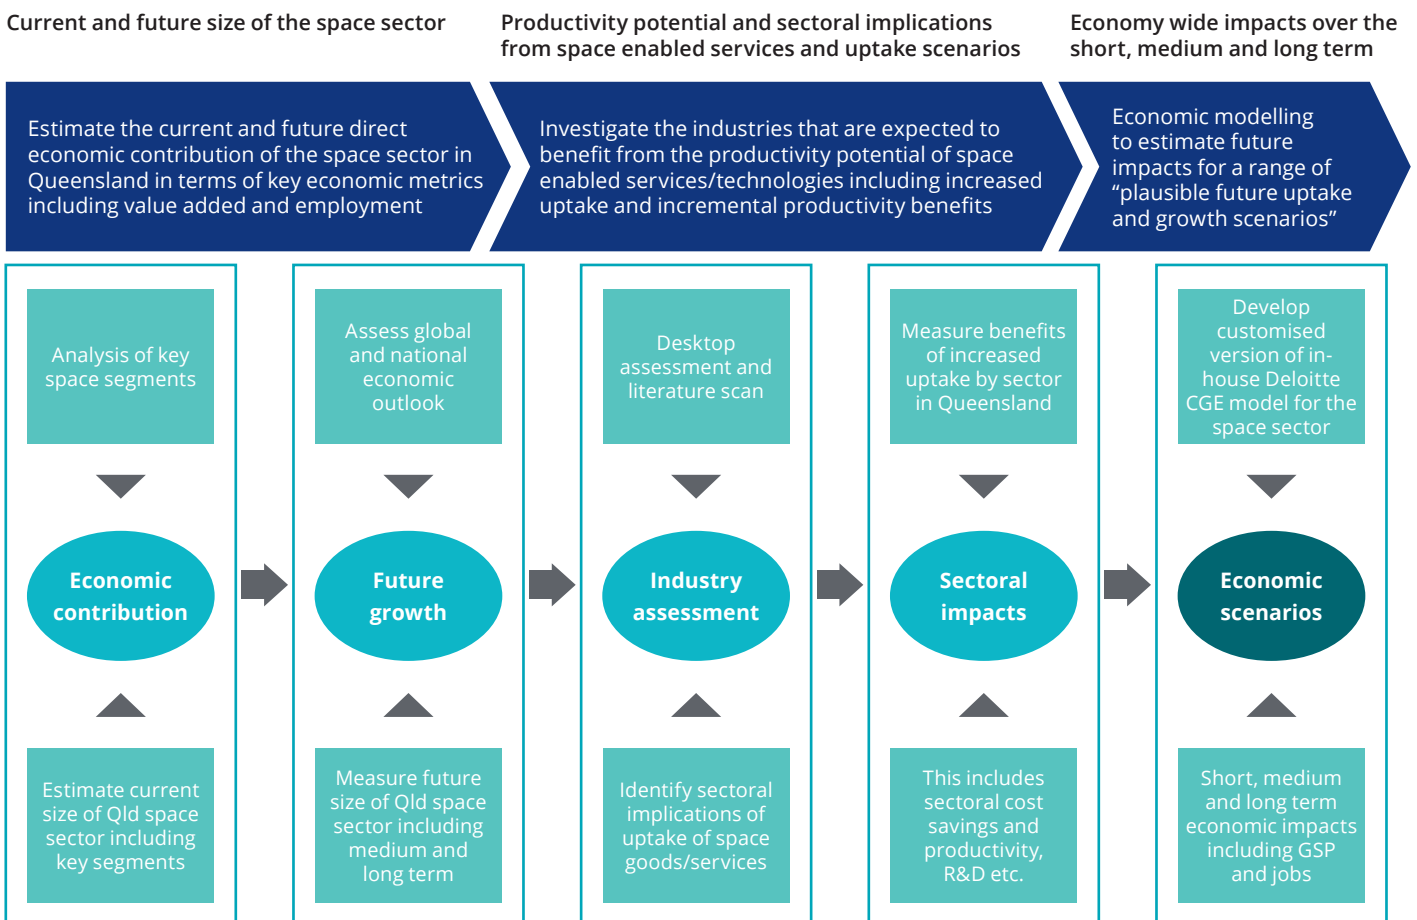 Current and future size of the space sector
Productivity potential and sectoral implications
from space enabled services and uptake scenarios
Economy wide impacts over the
short, medium and long term
Estimate the current and future direct
economic contribution of the space sector in
Queensland in terms of key economic metrics
including value added and employment
Investigate the industries that are expected to
benefit from the productivity potential of space
enabled services/technologies including increased
uptake and incremental productivity benefits
Economic modelling
to estimate future
impacts for a range of
“plausible future uptake
and growth scenarios”
Analysis of key
space segments
Assess global
and national
economic
outlook
Desktop
assessment and
literature scan
Measure benefits
of increased
uptake by sector
in Queensland
Develop
customised
version of in-
house Deloitte
CGE model for the
space sector
Economic
contribution
Future
growth
Industry
assessment
Sectoral
impacts
Economic
scenarios
Estimate current
size of Qld space
sector including
key segments
Measure future
size of Qld space
sector including
medium and
long term
Identify sectoral
implications of
uptake of space
goods/services
This includes
sectoral cost
savings and
productivity,
R&D etc.
Short, medium
and long term
economic impacts
including GSP
and jobs